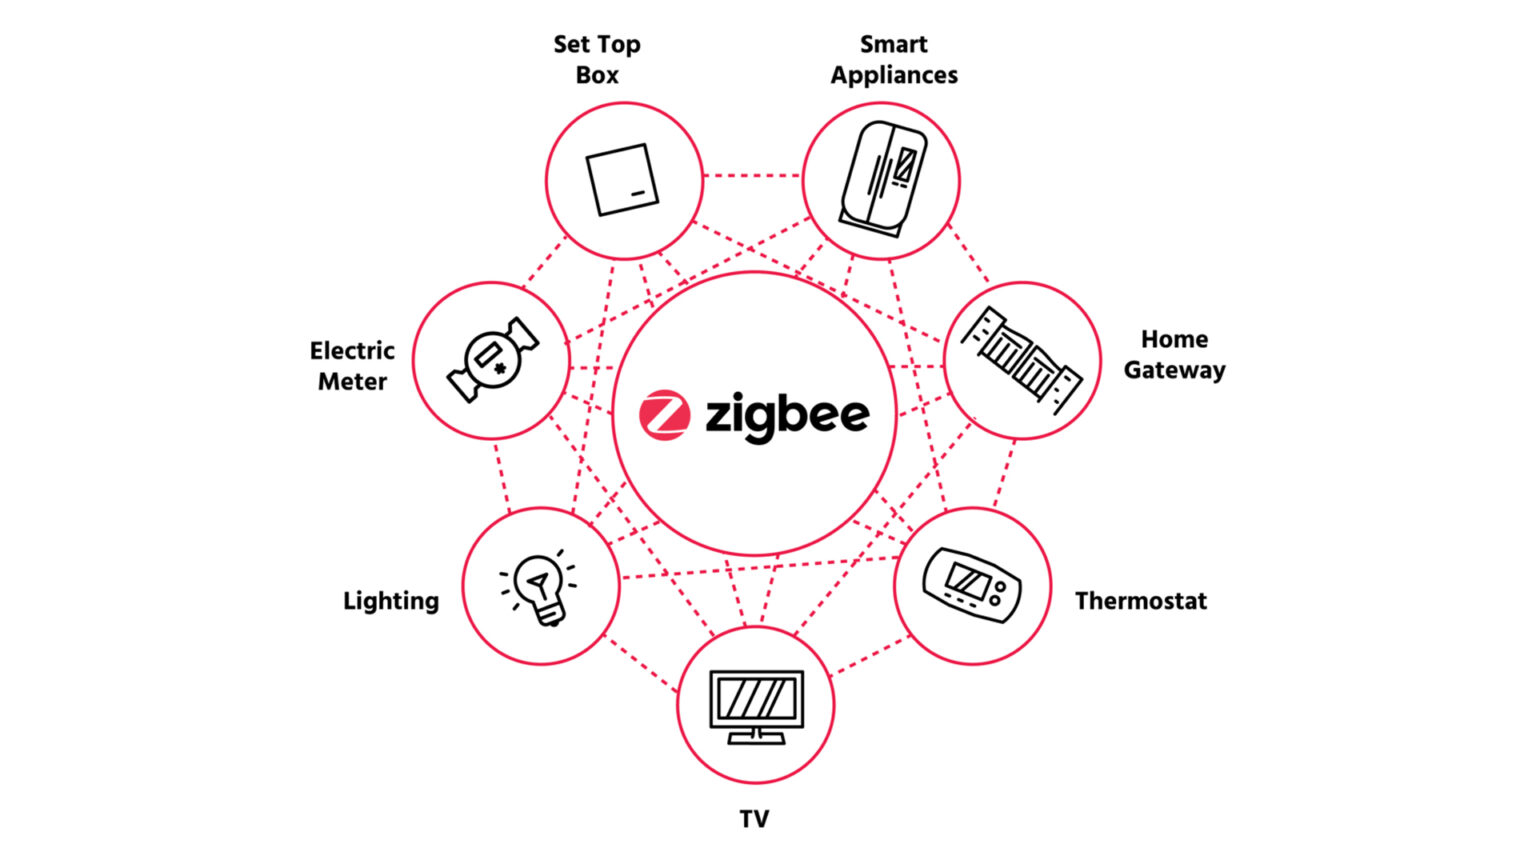 Set Top
Box
Smart
Appliances
Electric
Meter
Home
Gateway
zigbee
Lighting
Thermostat
TV